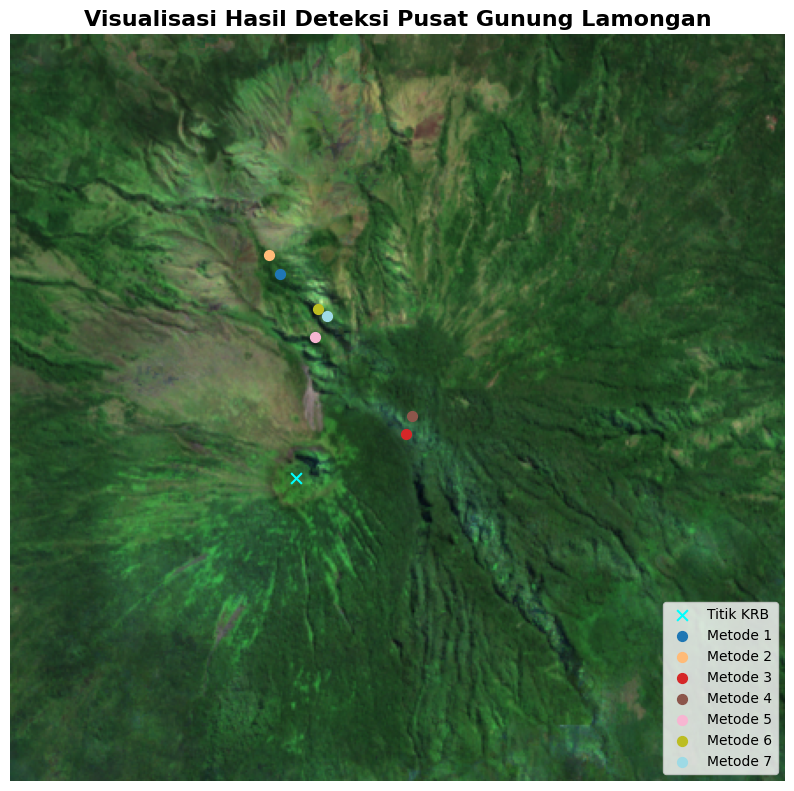 Visualisasi Hasil Deteksi Pusat Gunung Lamongan
Titik KRB
Metode 1
Metode 2
Metode 3
Metode 4
Metode 5
Metode 6
Metode 7